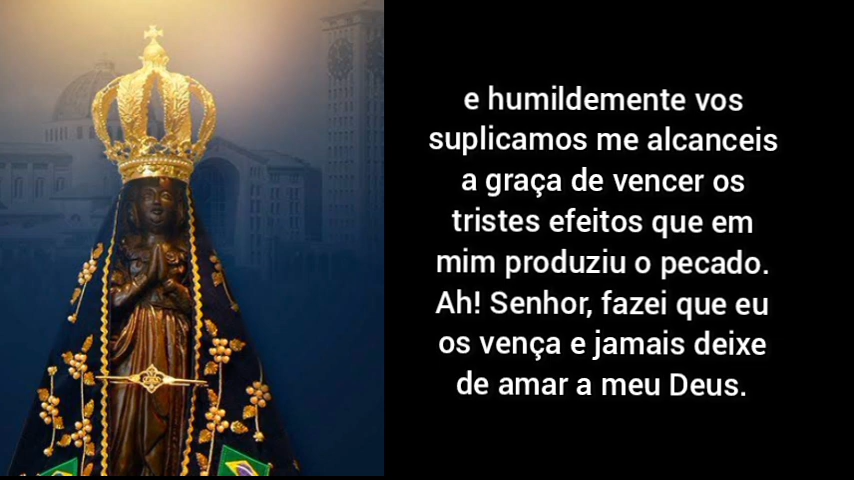 e humildemente vos
suplicamos me alcanceis
a graça de vencer os
tristes efeitos que em
mim produziu o pecado.
Ah! Senhor, fazei que eu
os vença e jamais deixe
de amar a meu Deus.